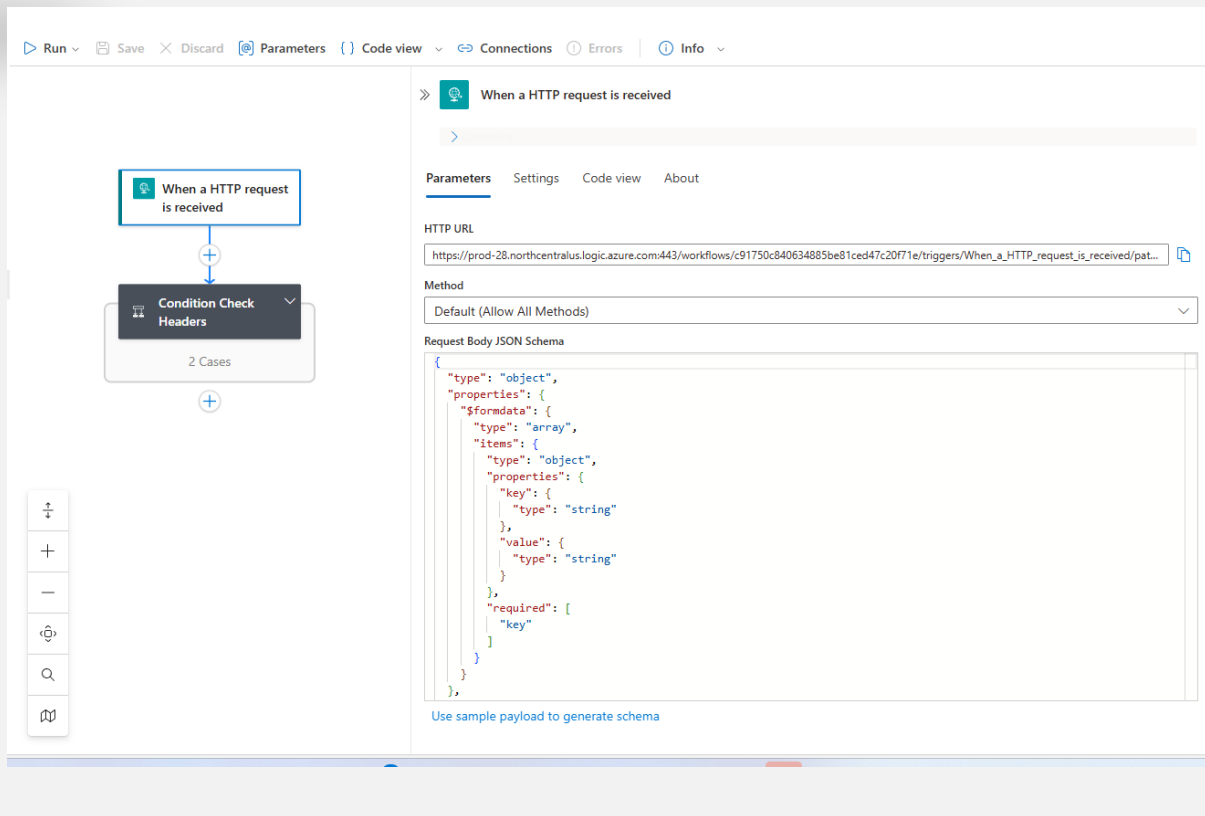 Run Save Discard Parameters Code view Connections Errors Info
When a HTTP request is received
When a HTTP request
is received
Condition Check
Headers
2 Cases
Parameters Settings Code view About
HTTP URL
https://prod-28.northcentralus.logic.azure.com:443/workflows/c91750c840634885be81ced47c20f71e/triggers/When_a_HTTP_request_is_received/pat...
Method
Default (Allow All Methods)
Request Body JSON Schema
{
"type": "object",
"properties": {
"$formdata": {
"type": "array",
"items": {
"type": "object",
"properties": {
"key": {
"type": "string"
},
"value": {
"type": "string"
}
},
"required": [
"key"
]
}
}
},
Use sample payload to generate schema